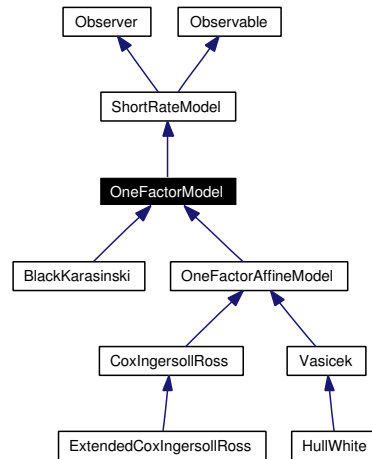 Observer
Observable
ShortRateModel
OneFactorModel
BlackKarasinski
OneFactorAffineModel
CoxIngersollRoss
Vasicek
ExtendedCoxIngersollRoss
HullWhite